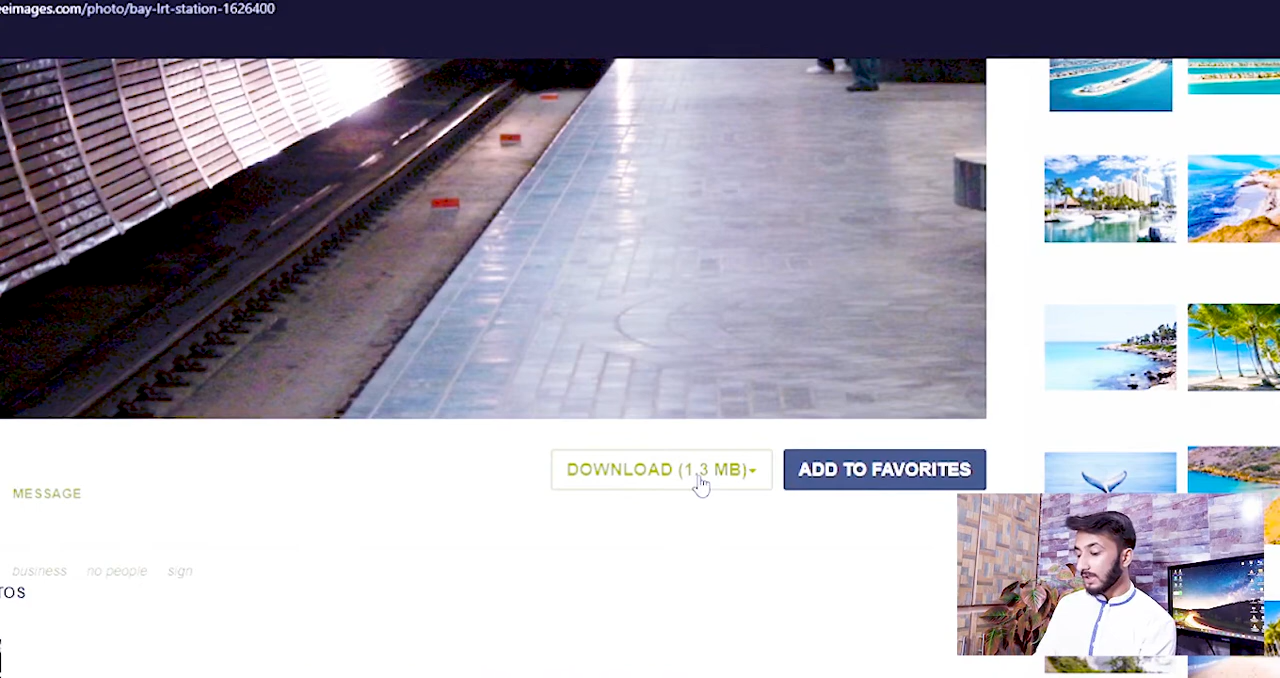 eeimages.com/photo/bay-lrt-station-1626400
DOWNLOAD (1.3 MB)
ADD TO FAVORITES
MESSAGE
business no people sign
TOS